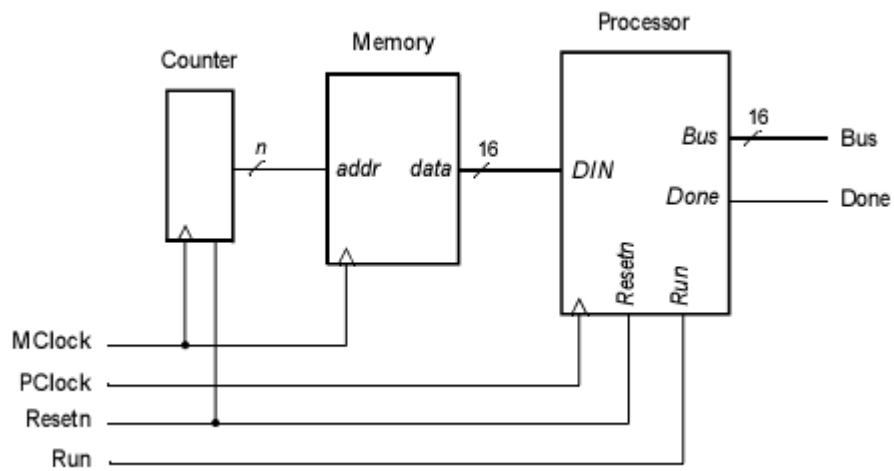 Processor
Memory
Counter
n
addr
data
16
DIN
Bus
16
Bus
Done
Done
Resetn
Run
MClock
PClock
Resetn
Run